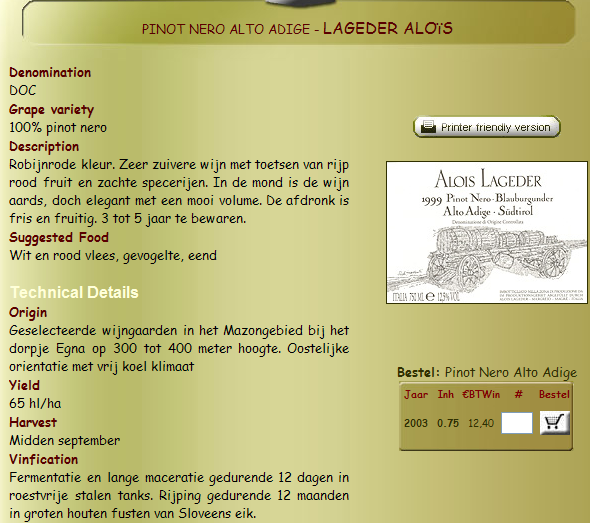 PINOT NERO ALTO ADIGE - LAGEDER ALOïS
Denomination
DOC
Grape variety
100% pinot nero
Description
Robijnrode kleur. Zeer zuivere wijn met toetsen van rijp
rood fruit en zachte specerijen. In de mond is de wijn
aards, doch elegant met een mooi volume. De afdronk is
fris en fruitig. 3 tot 5 jaar te bewaren.
Suggested Food
Wit en rood vlees, gevogelte, eend
Technical Details
Origin
Geselecteerde wijngaarden in het Mazongebied bij het
dorpje Egna op 300 tot 400 meter hoogte. Oostelijke
orientatie met vrij koel klimaat
Yield
65 hl/ha
Harvest
Midden september
Vinfication
Fermentatie en lange maceratie gedurende 12 dagen in
roestvrije stalen tanks. Rijping gedurende 12 maanden
in groten houten fusten van Sloveens eik.
Printer friendly version
ALOIS LAGEDER
1999 Pinot Nero · Blauburgunder
Alto Adige · Südtirol
Denominazione di Origine Controllata
ITALIA 750 ML e 12,5% VOL
Bestel: Pinot Nero Alto Adige
Jaar Inh €BTWin # Bestel
2003 0.75 12,40